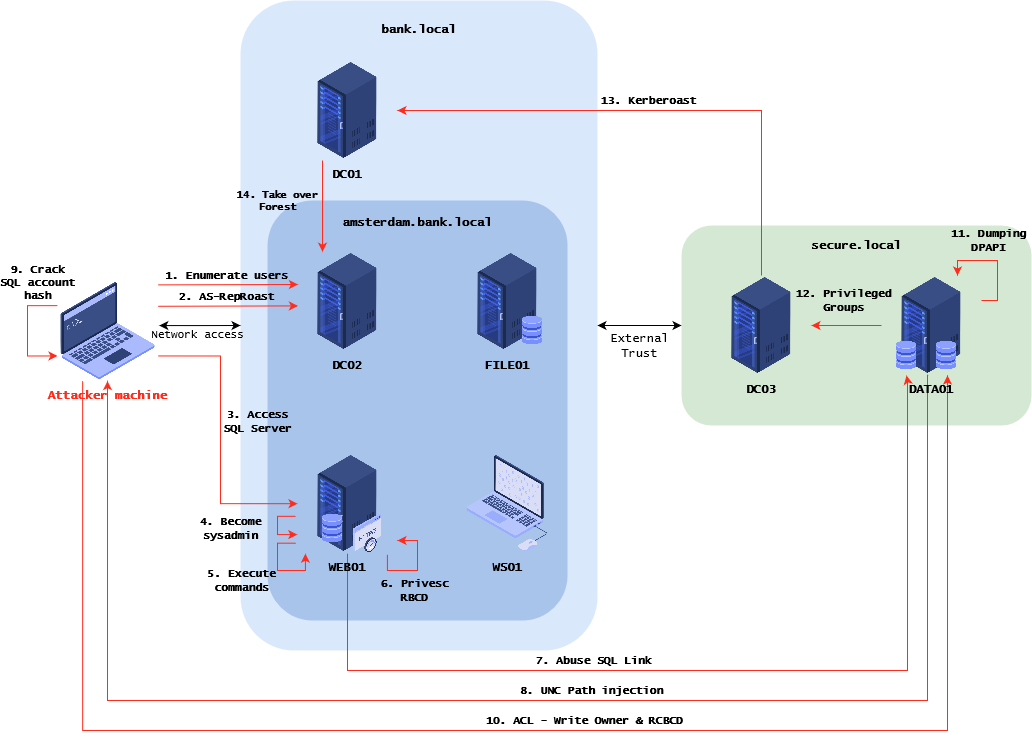 bank.local
13. Kerberoast
DC01
14. Take over
Forest
amsterdam.bank.local
secure.local
11. Dumping
DPAPI
9. Crack
SQL account
hash
1. Enumerate users
2. AS-RepRoast
12. Privileged
Groups
Network access
External
Trust
DC02
FILE01
DC03
DATA01
Attacker machine
3. Access
SQL Server
4. Become
sysadmin
WEB01
WS01
5. Execute
commands
6. Privesc
RBCD
7. Abuse SQL Link
8. UNC Path injection
10. ACL - Write Owner & RCBCD